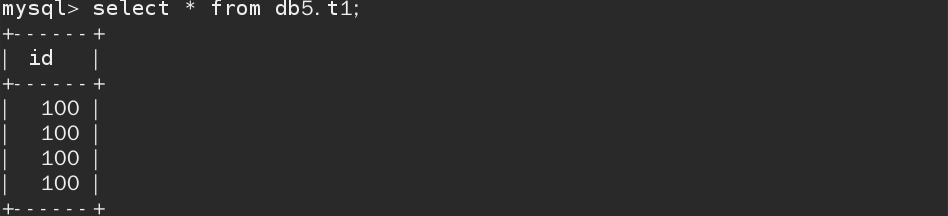 mysql> select * from db5.t1;
+------+
| id   |
+------+
|  100 |
|  100 |
|  100 |
|  100 |
+------+